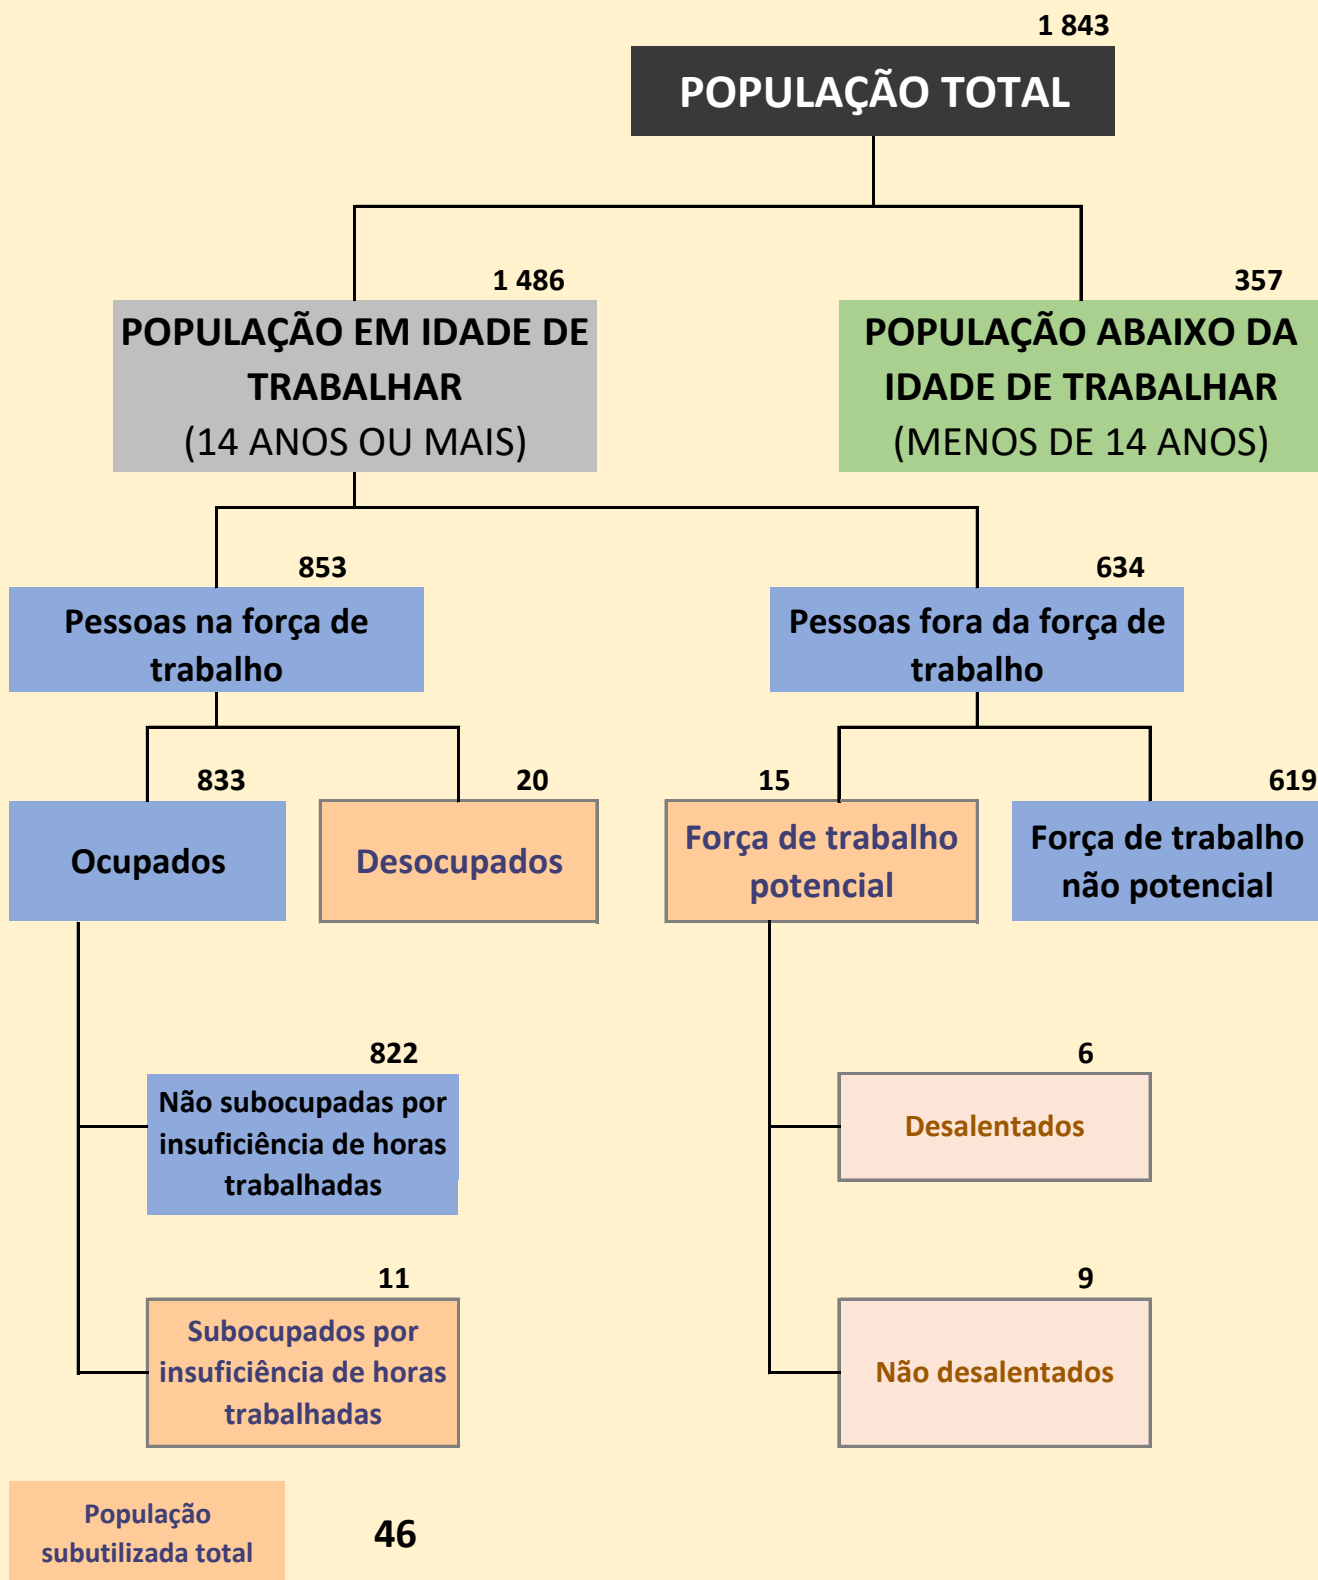 1 843
POPULAÇÃO TOTAL
1 486
POPULAÇÃO EM IDADE DE
TRABALHAR
(14 ANOS OU MAIS)
357
POPULAÇÃO ABAIXO DA
IDADE DE TRABALHAR
(MENOS DE 14 ANOS)
853
Pessoas na força de
trabalho
634
Pessoas fora da força de
trabalho
833
Ocupados
20
Desocupados
15
Força de trabalho
potencial
619
Força de trabalho
não potencial
822
Não subocupadas por
insuficiência de horas
trabalhadas
6
Desalentados
11
Subocupados por
insuficiência de horas
trabalhadas
9
Não desalentados
População
subutilizada total
46